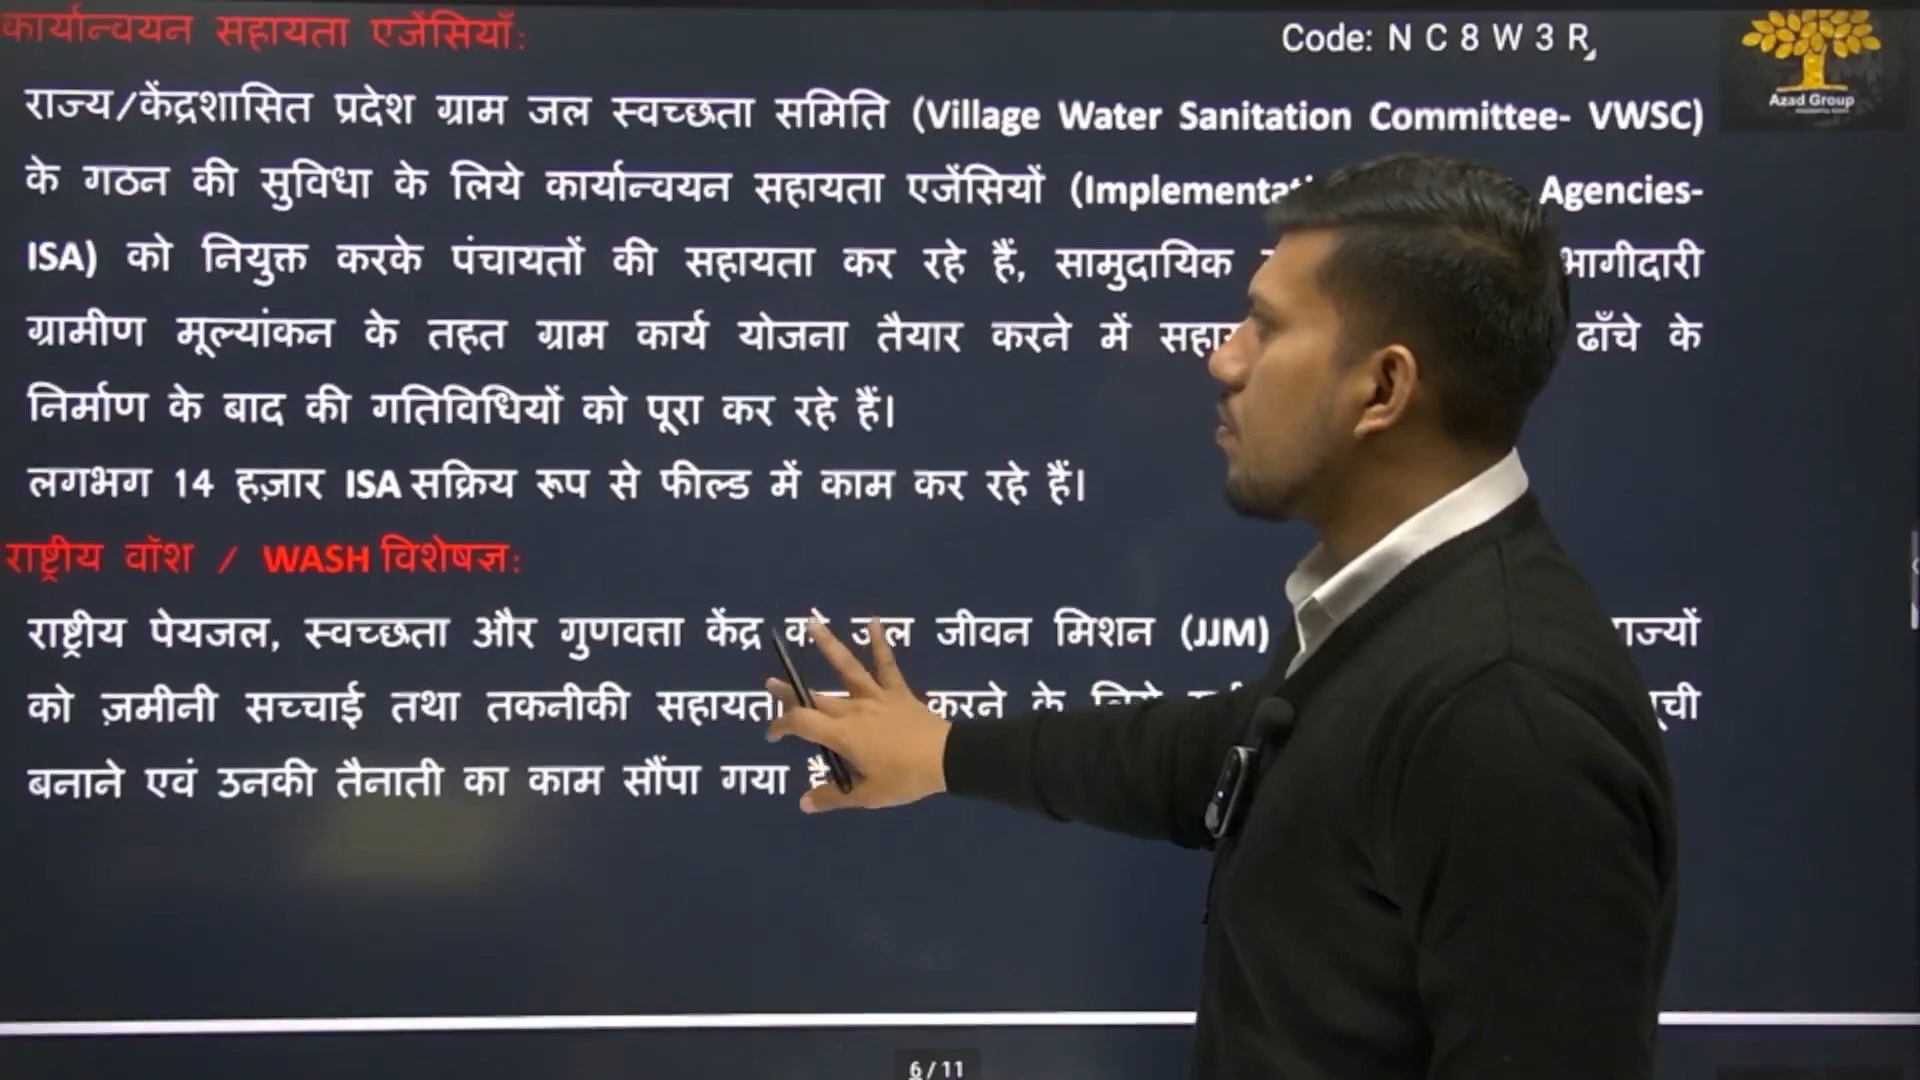 कार्यान्वयन सहायता एजेंसियाँ:
Code: N C 8 W 3 R
Azad Group
राज्य/केंद्रशासित प्रदेश ग्राम जल स्वच्छता समिति (Village Water Sanitation Committee- VWSC)
के गठन की सुविधा के लिये कार्यान्वयन सहायता एजेंसियों Agencies-
ISA) को नियुक्त करके पंचायतों की सहायता कर रहे हैं, सामुदायिक भागीदारी
ग्रामीण मूल्यांकन के तहत ग्राम कार्य योजना तैयार करने में ढाँचे के
निर्माण के बाद की गतिविधियों को पूरा कर रहे हैं।
लगभग 14 हज़ार ISA सक्रिय रूप से फील्ड में काम कर रहे हैं।
राष्ट्रीय वॉश / WASH विशेषज्ञ:
राष्ट्रीय पेयजल, स्वच्छता और गुणवत्ता केंद्र को जल जीवन मिशन (JJM)
को ज़मीनी सच्चाई तथा तकनीकी सहायता करने के लिये
बनाने एवं उनकी तैनाती का काम सौंपा गया है
6/11